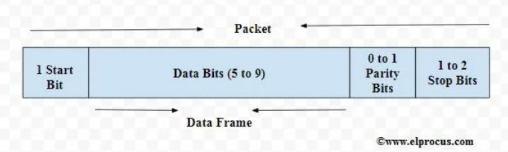 Packet
1 Start
Bit
Data Bits (5 to 9)
0 to 1
Parity
Bits
1 to 2
Stop Bits
Data Frame
©www.elprocus.com